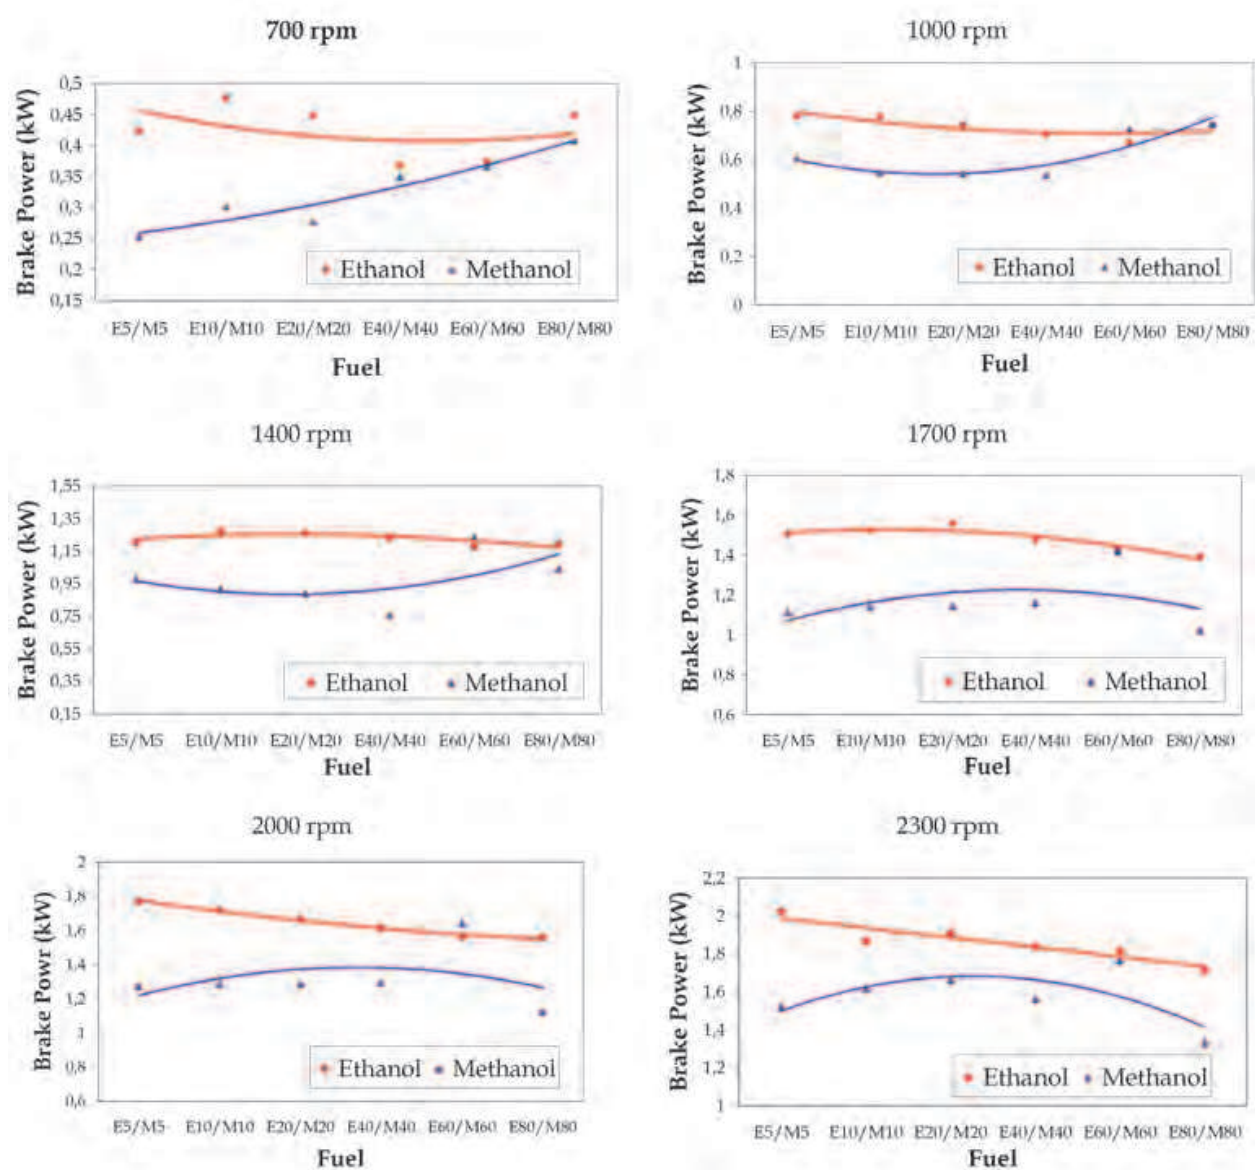 700 rpm
Brake Power (kW)
0,5
0,45
0,4
0,35
0,3
0,25
0,2
0,15
Ethanol Methanol
E5/M5 E10/M10 E20/M20 E40/M40 E60/M60 E80/M80
Fuel
1000 rpm
Brake Power (kW)
1
0,8
0,6
0,4
0,2
0
Ethanol Methanol
E5/M5 E10/M10 E20/M20 E40/M40 E60/M60 E80/M80
Fuel
1400 rpm
Brake Power (kW)
1,55
1,35
1,15
0,95
0,75
0,55
0,35
0,15
Ethanol Methanol
E5/M5 E10/M10 E20/M20 E40/M40 E60/M60 E80/M80
Fuel
1700 rpm
Brake Power (kW)
1,8
1,6
1,4
1,2
1
0,8
0,6
Ethanol Methanol
E5/M5 E10/M10 E20/M20 E40/M40 E60/M60 E80/M80
Fuel
2000 rpm
Brake Powr (kW)
2
1,8
1,6
1,4
1,2
1
0,8
0,6
Ethanol Methanol
E5/M5 E10/M10 E20/M20 E40/M40 E60/M60 E80/M80
Fuel
2300 rpm
Brake Power (kW)
2,2
2
1,8
1,6
1,4
1,2
1
Ethanol Methanol
E5/M5 E10/M10 E20/M20 E40/M40 E60/M60 E80/M80
Fuel